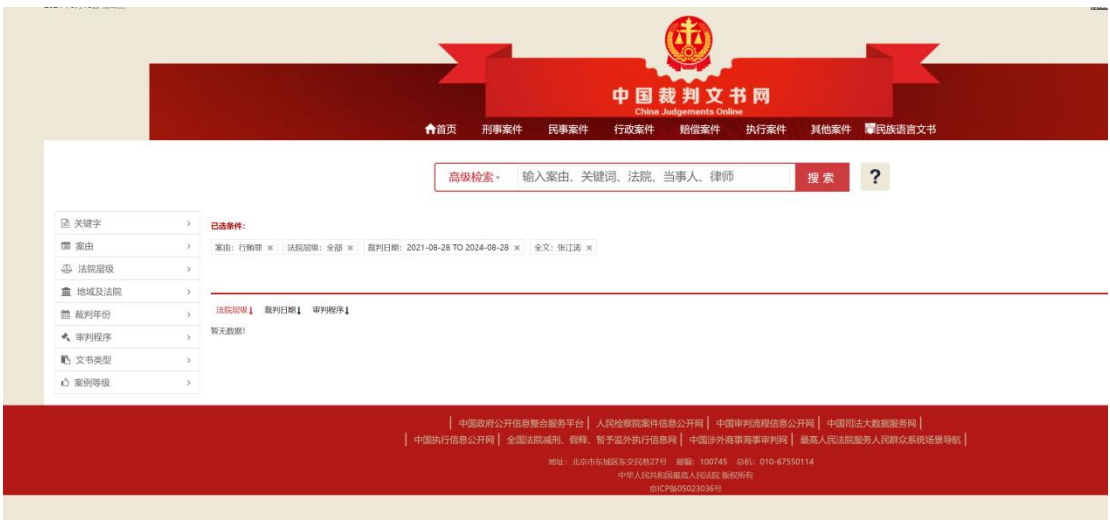 中国裁判文书网
China Judgements Online
首页 刑事案件 民事案件 行政案件 赔偿案件 执行案件 其他案件 民族语言文书
高级检索 输入案由、关键词、法院、当事人、律师 搜索 ?
关键字
案由
法院层级
地域及法院
裁判年份
审判程序
文书类型
案例等级
已选条件:
案由: 行贿罪 × 法院层级: 全部 × 裁判日期: 2021-08-28 TO 2024-08-28 × 全文: 张江涛 ×
法院层级 裁判日期 审判程序
暂无数据!
| 中国政府公开信息整合服务平台 | 人民检察院案件信息公开网 | 中国审判流程信息公开网 | 中国司法大数据服务网 |
| 中国执行信息公开网 | 全国法院减刑、假释、暂予监外执行信息网 | 中国涉外商事海事审判网 | 最高人民法院服务人民群众系统场景导航 |
地址: 北京市东城区东交民巷27号 邮编: 100745 总机: 010-67550114
中华人民共和国最高人民法院 版权所有
京ICP备05023036号